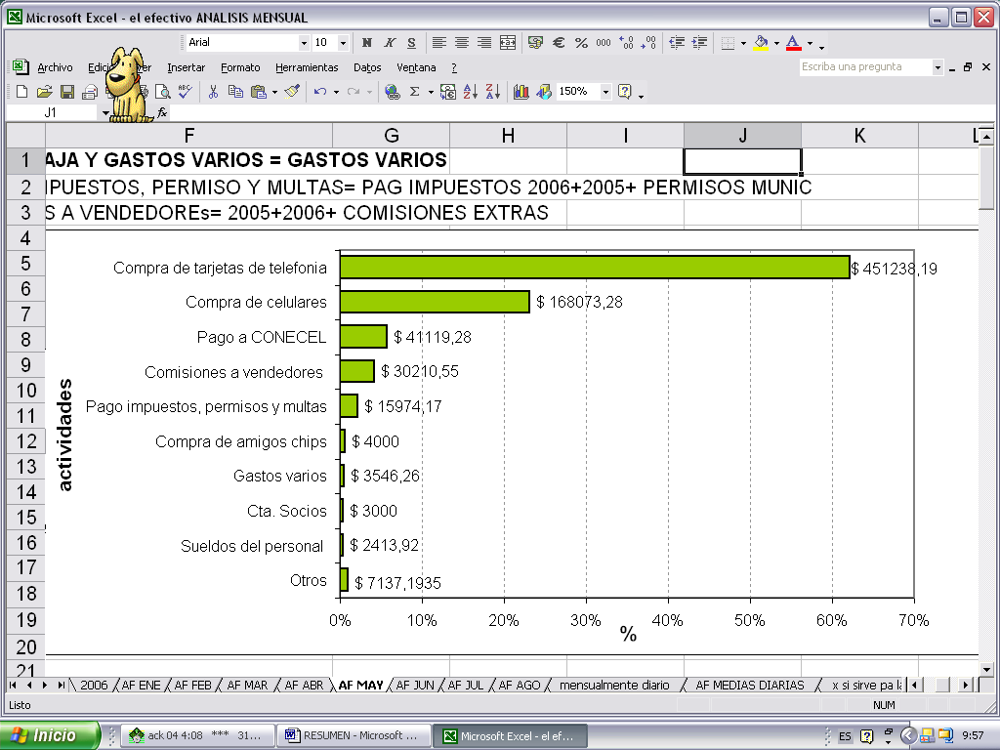 Microsoft Excel - el efectivo ANALISIS MENSUAL
Arial 10 N K S € % 000
Archivo Edici ver Insertar Formato Herramientas Datos Ventana ? Escriba una pregunta
Σ 150%
J1 fx
F G H I J K L
1 AJA Y GASTOS VARIOS = GASTOS VARIOS
2 IPUESTOS, PERMISO Y MULTAS= PAG IMPUESTOS 2006+2005+ PERMISOS MUNIC
3 S A VENDEDOREs= 2005+2006+ COMISIONES EXTRAS
4
5
6
7
8
9
10
11
12
13
14
15
16
17
18
19
20
21
actividades
Compra de tarjetas de telefonia $ 451238,19
Compra de celulares $ 168073,28
Pago a CONECEL $ 41119,28
Comisiones a vendedores $ 30210,55
Pago impuestos, permisos y multas $ 15974,17
Compra de amigos chips $ 4000
Gastos varios $ 3546,26
Cta. Socios $ 3000
Sueldos del personal $ 2413,92
Otros $ 7137,1935
0% 10% 20% 30% 40% 50% 60% 70%
%
2006 AF ENE AF FEB AF MAR AF ABR AF MAY AF JUN AF JUL AF AGO mensualmente diario AF MEDIAS DIARIAS x si sirve pa la
Listo NUM
Inicio ack 04 4:08 *** 31... RESUMEN - Microsoft ... Microsoft Excel - el ef... ES 9:57